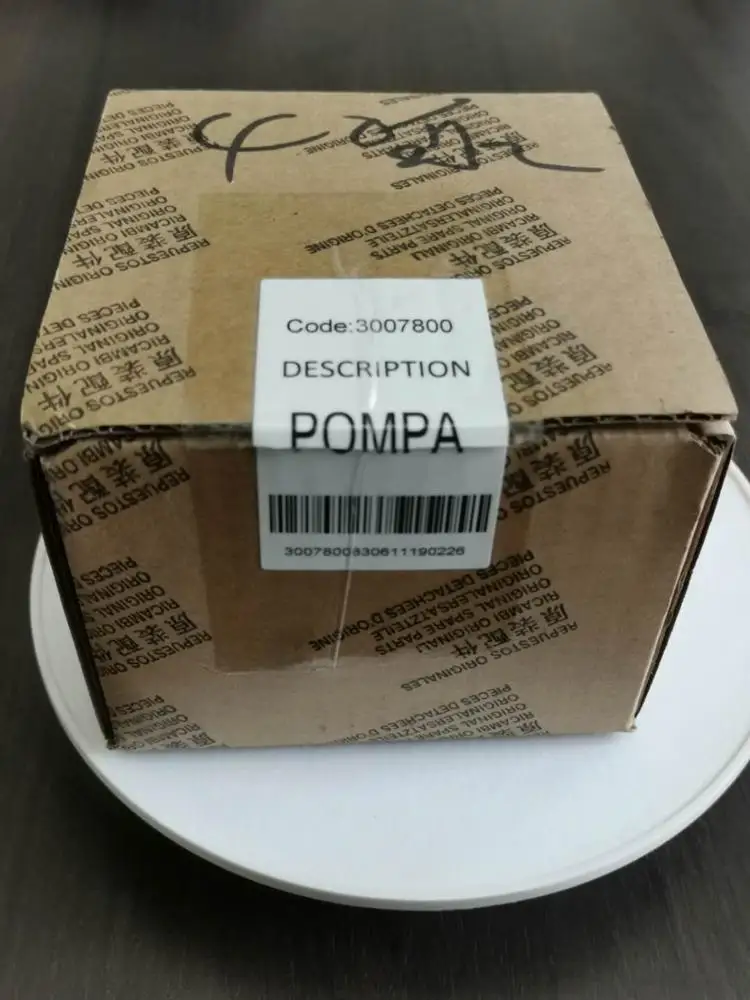 Code:3007800
DESCRIPTION
POMPA
3007800830611190226
REPUESTOS ORIGINALES
原装配件
RICAMBI ORIGINALI
ORIGINAL SPARE PARTS
ORIGINALERSATZTEILE
PIECES DETACHEES D'ORIGINE